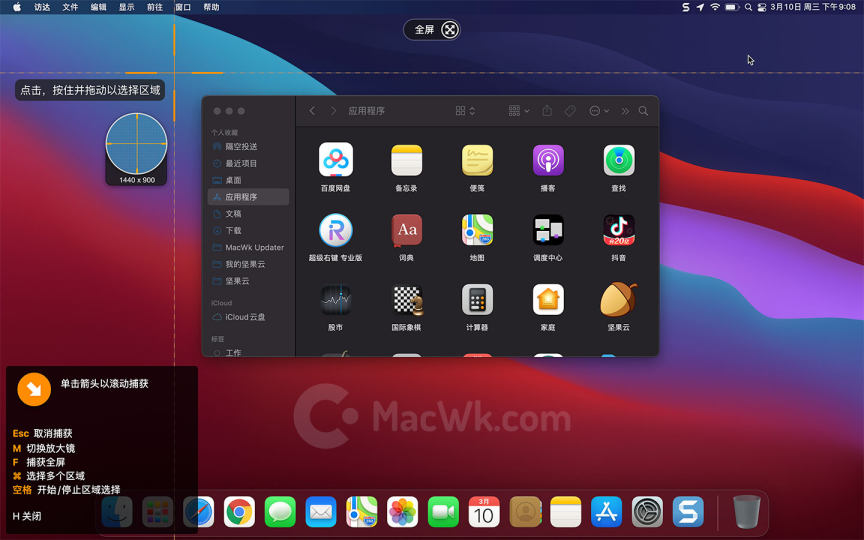 访达 文件 编辑 显示 前往 窗口 帮助
3月10日 周三 下午9:08
全屏
点击，按住并拖动以选择区域
1440 x 900
应用程序
个人收藏
隔空投送
最近项目
桌面
应用程序
文稿
下载
MacWk Updater
我的坚果云
坚果云
iCloud
iCloud云盘
标签
工作
百度网盘 备忘录 便笺 播客 查找
Aa
超级右键 专业版 词典 地图 调度中心 抖音
股市 国际象棋 计算器 家庭 坚果云
单击箭头以滚动捕获
Esc 取消捕获
M 切换放大镜
F 捕获全屏
⌘ 选择多个区域
空格 开始/停止区域选择
H 关闭
MacWk.com
3月
10